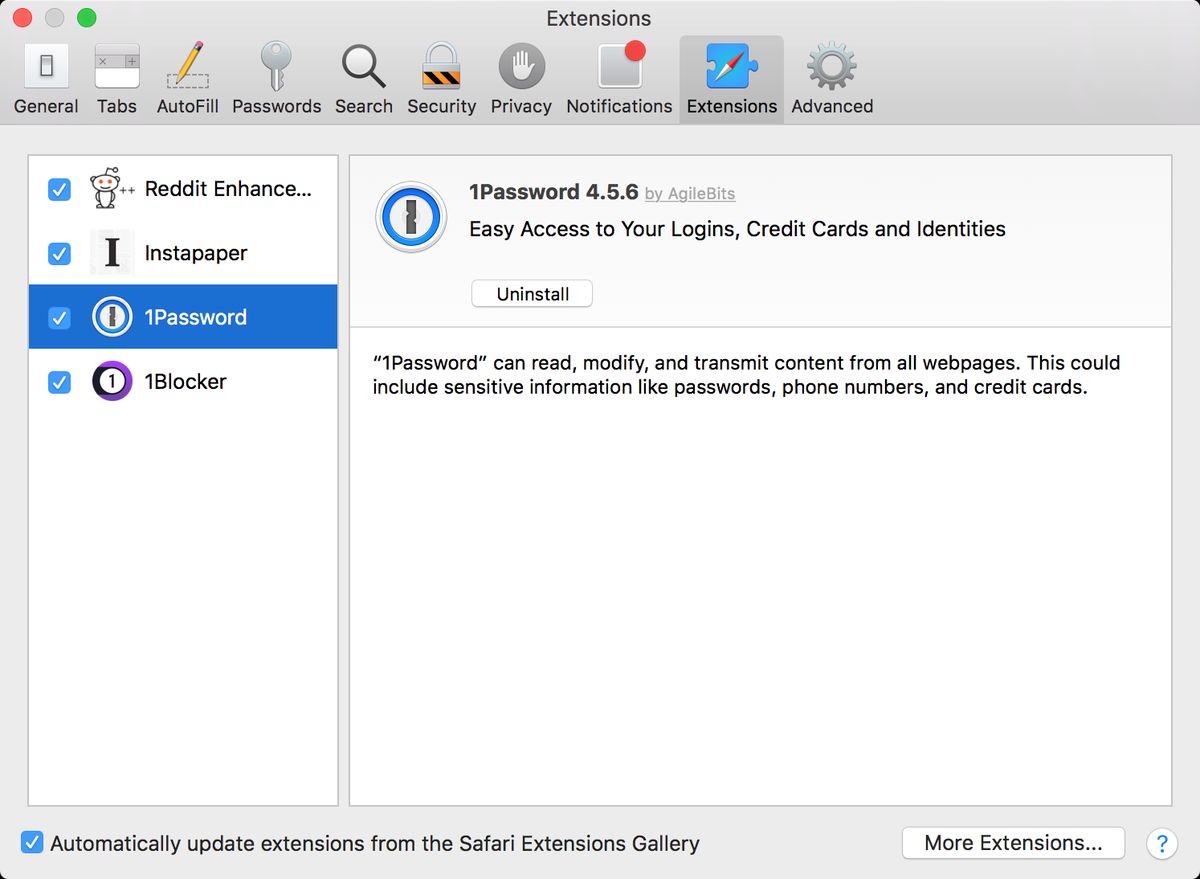 Extensions
General Tabs AutoFill Passwords Search Security Privacy Notifications Extensions Advanced
++ Reddit Enhance...
I Instapaper
1Password
1 1Blocker
1Password 4.5.6 by AgileBits
Easy Access to Your Logins, Credit Cards and Identities
Uninstall
“1Password” can read, modify, and transmit content from all webpages. This could
include sensitive information like passwords, phone numbers, and credit cards.
Automatically update extensions from the Safari Extensions Gallery
More Extensions... ?